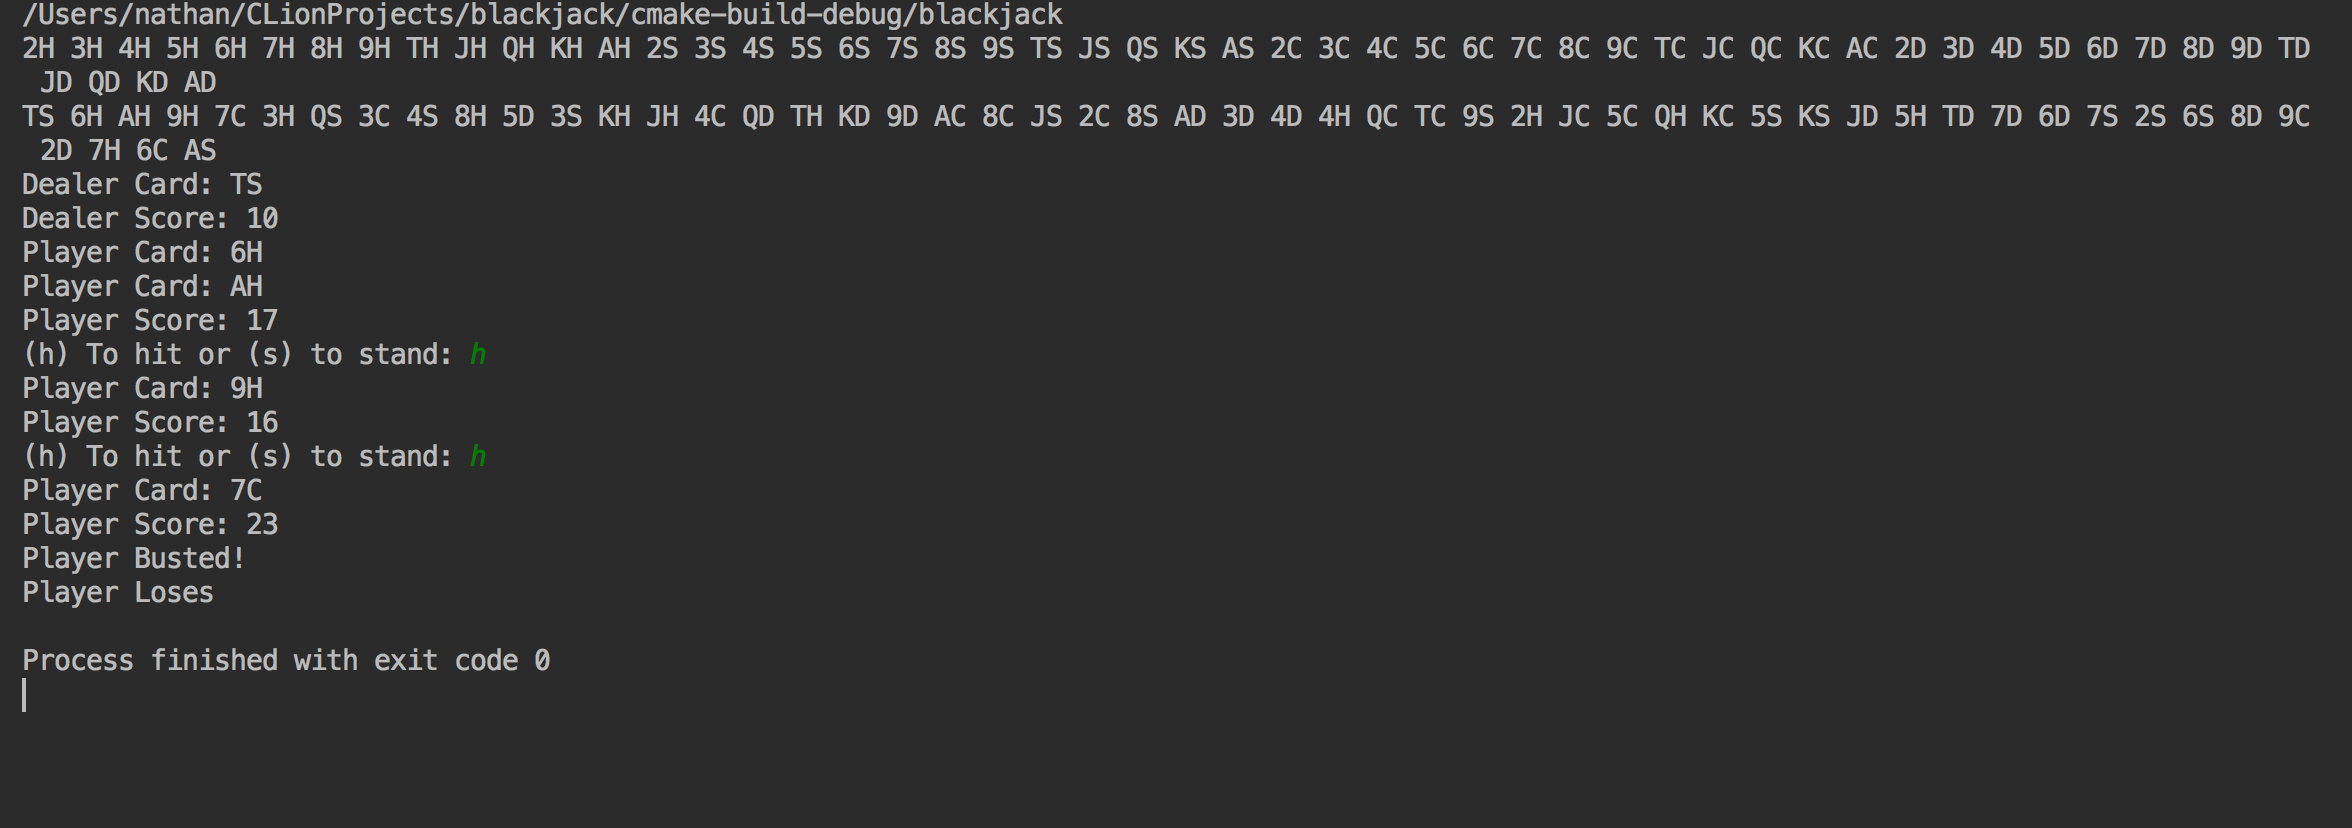 /Users/nathan/CLionProjects/blackjack/cmake-build-debug/blackjack
2H 3H 4H 5H 6H 7H 8H 9H TH JH QH KH AH 2S 3S 4S 5S 6S 7S 8S 9S TS JS QS KS AS 2C 3C 4C 5C 6C 7C 8C 9C TC JC QC KC AC 2D 3D 4D 5D 6D 7D 8D 9D TD
JD QD KD AD
TS 6H AH 9H 7C 3H QS 3C 4S 8H 5D 3S KH JH 4C QD TH KD 9D AC 8C JS 2C 8S AD 3D 4D 4H QC TC 9S 2H JC 5C QH KC 5S KS JD 5H TD 7D 6D 7S 2S 6S 8D 9C
2D 7H 6C AS
Dealer Card: TS
Dealer Score: 10
Player Card: 6H
Player Card: AH
Player Score: 17
(h) To hit or (s) to stand: h
Player Card: 9H
Player Score: 16
(h) To hit or (s) to stand: h
Player Card: 7C
Player Score: 23
Player Busted!
Player Loses
Process finished with exit code 0